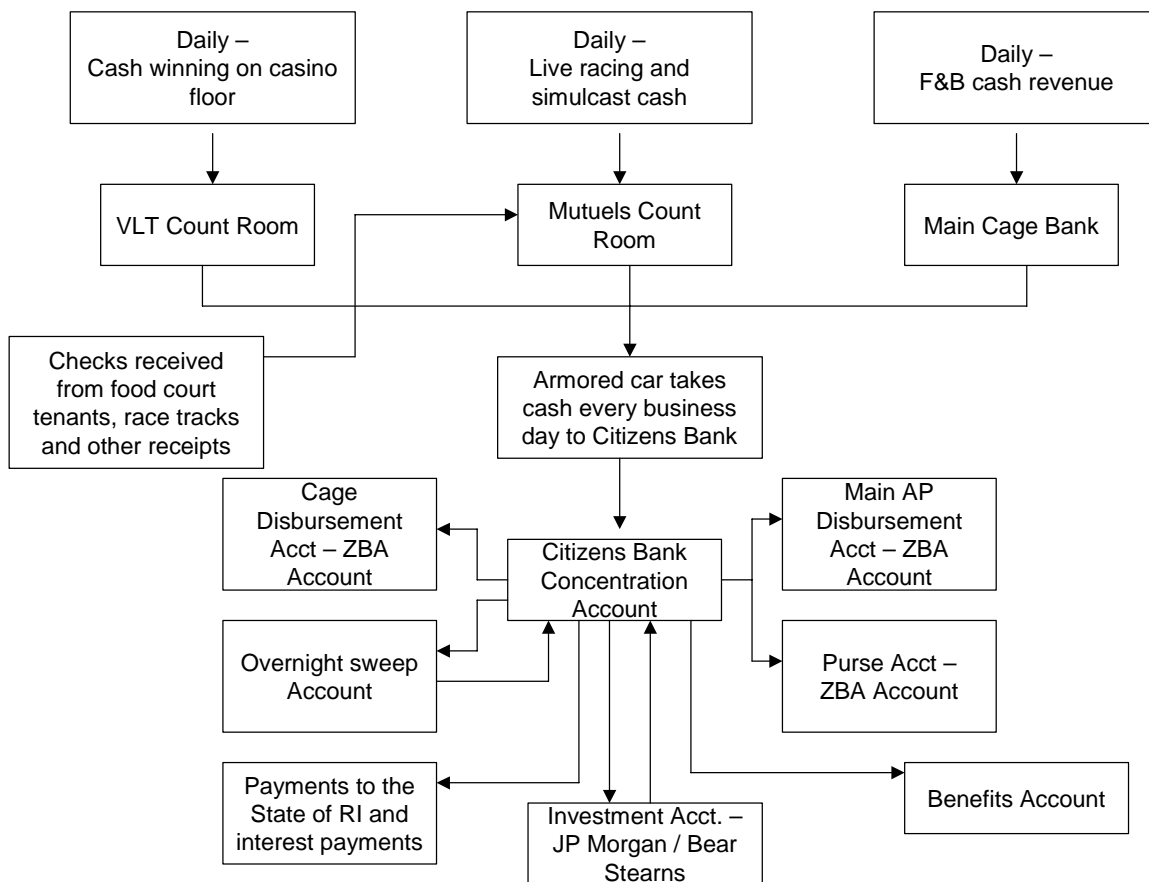 Daily –
Cash winning on casino
floor
Daily –
Live racing and
simulcast cash
Daily –
F&B cash revenue
VLT Count Room
Mutuels Count
Room
Main Cage Bank
Checks received
from food court
tenants, race tracks
and other receipts
Armored car takes
cash every business
day to Citizens Bank
Cage
Disbursement
Acct – ZBA
Account
Main AP
Disbursement
Acct – ZBA
Account
Citizens Bank
Concentration
Account
Overnight sweep
Account
Purse Acct –
ZBA Account
Payments to the
State of RI and
interest payments
Investment Acct. –
JP Morgan / Bear
Stearns
Benefits Account